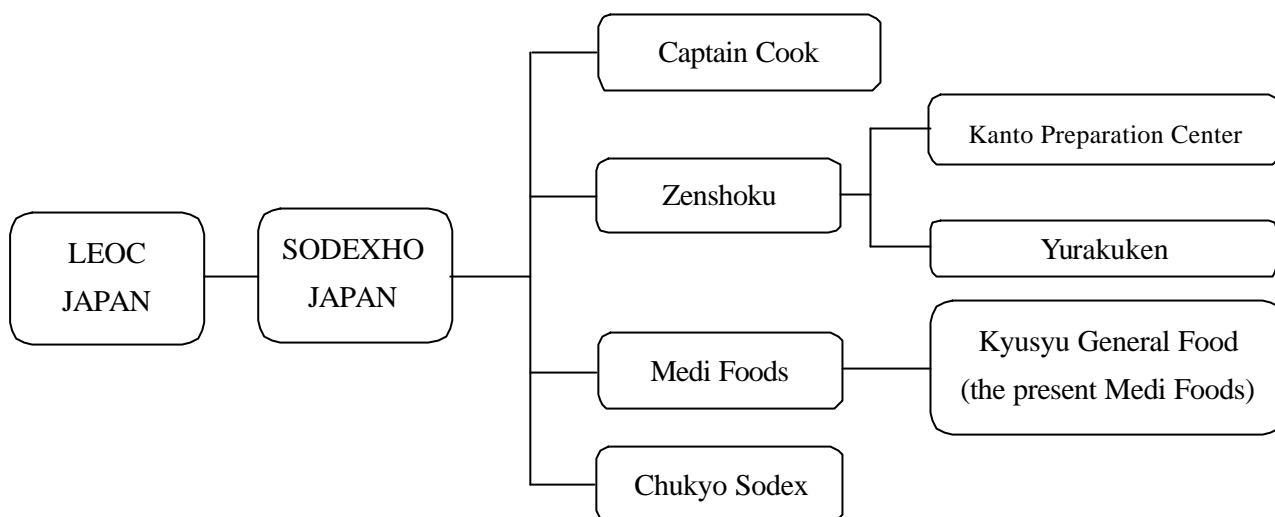 LEOC
JAPAN
SODEXHO
JAPAN
Captain Cook
Zenshoku
Medi Foods
Chukyo Sodex
Kanto Preparation Center
Yurakuken
Kyusyu General Food
(the present Medi Foods)